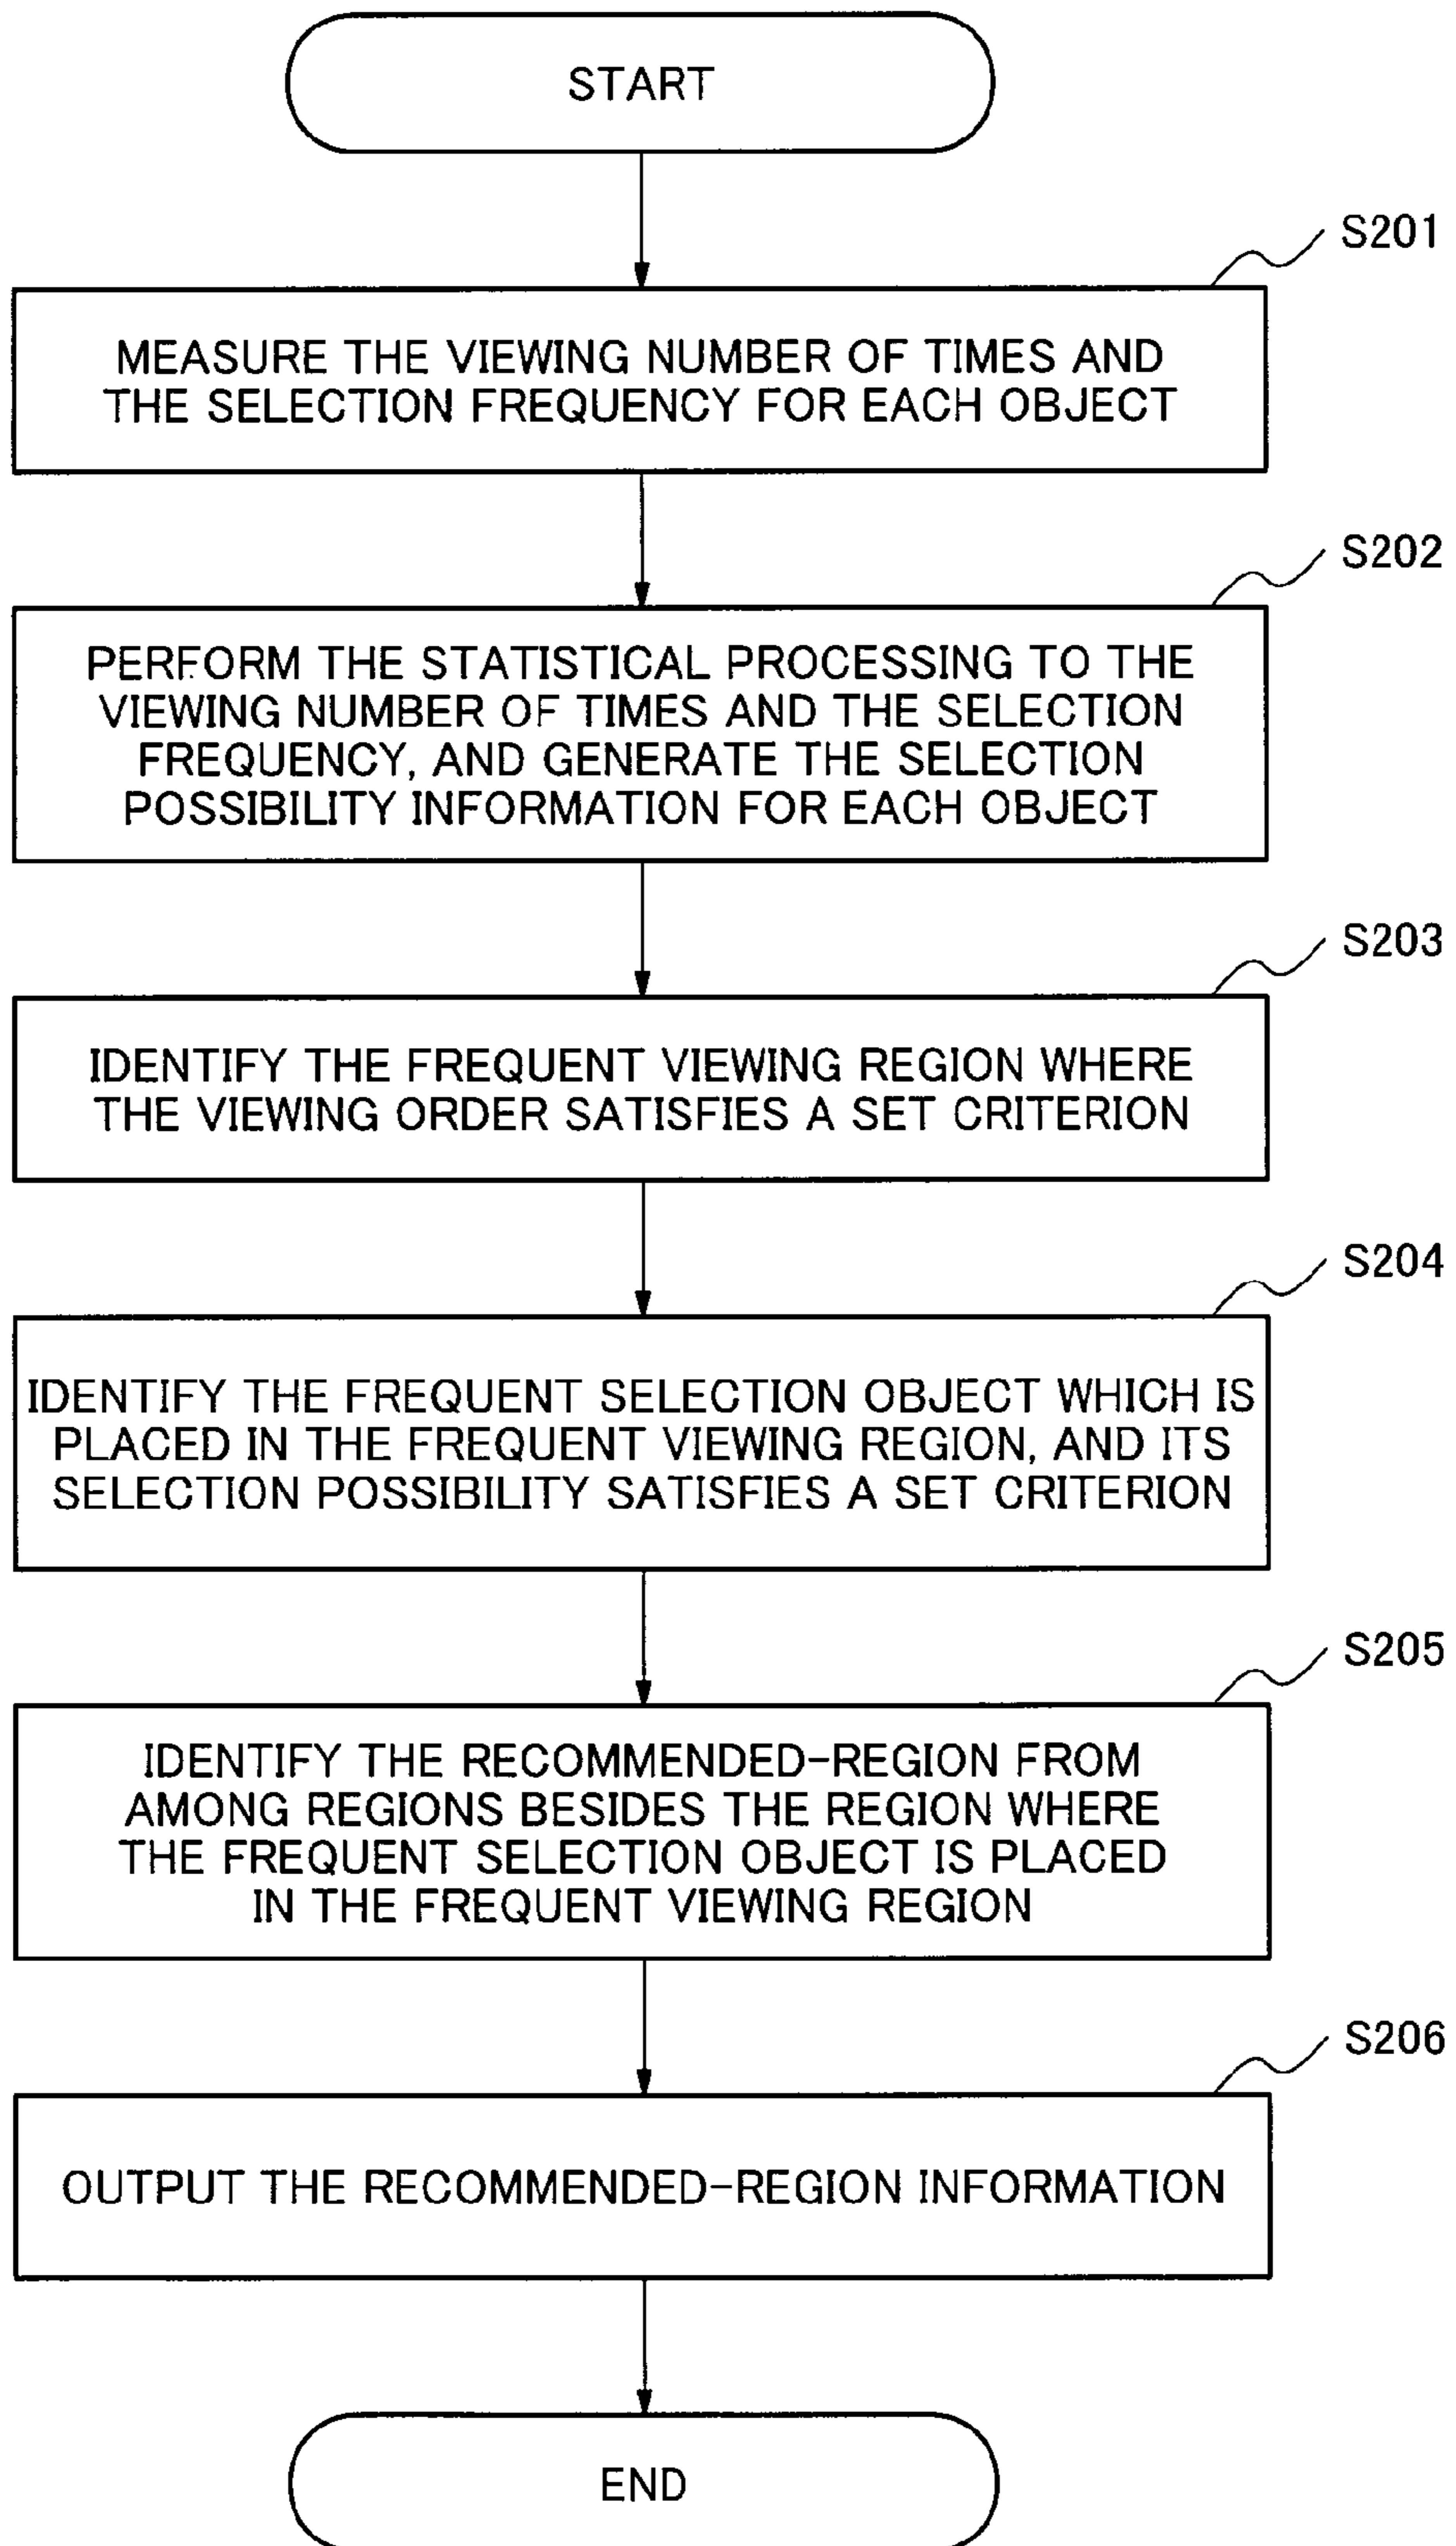 START
S201
MEASURE THE VIEWING NUMBER OF TIMES AND
THE SELECTION FREQUENCY FOR EACH OBJECT
S202
PERFORM THE STATISTICAL PROCESSING TO THE
VIEWING NUMBER OF TIMES AND THE SELECTION
FREQUENCY, AND GENERATE THE SELECTION
POSSIBILITY INFORMATION FOR EACH OBJECT
S203
IDENTIFY THE FREQUENT VIEWING REGION WHERE
THE VIEWING ORDER SATISFIES A SET CRITERION
S204
IDENTIFY THE FREQUENT SELECTION OBJECT WHICH IS
PLACED IN THE FREQUENT VIEWING REGION, AND ITS
SELECTION POSSIBILITY SATISFIES A SET CRITERION
S205
IDENTIFY THE RECOMMENDED-REGION FROM
AMONG REGIONS BESIDES THE REGION WHERE
THE FREQUENT SELECTION OBJECT IS PLACED
IN THE FREQUENT VIEWING REGION
S206
OUTPUT THE RECOMMENDED-REGION INFORMATION
END